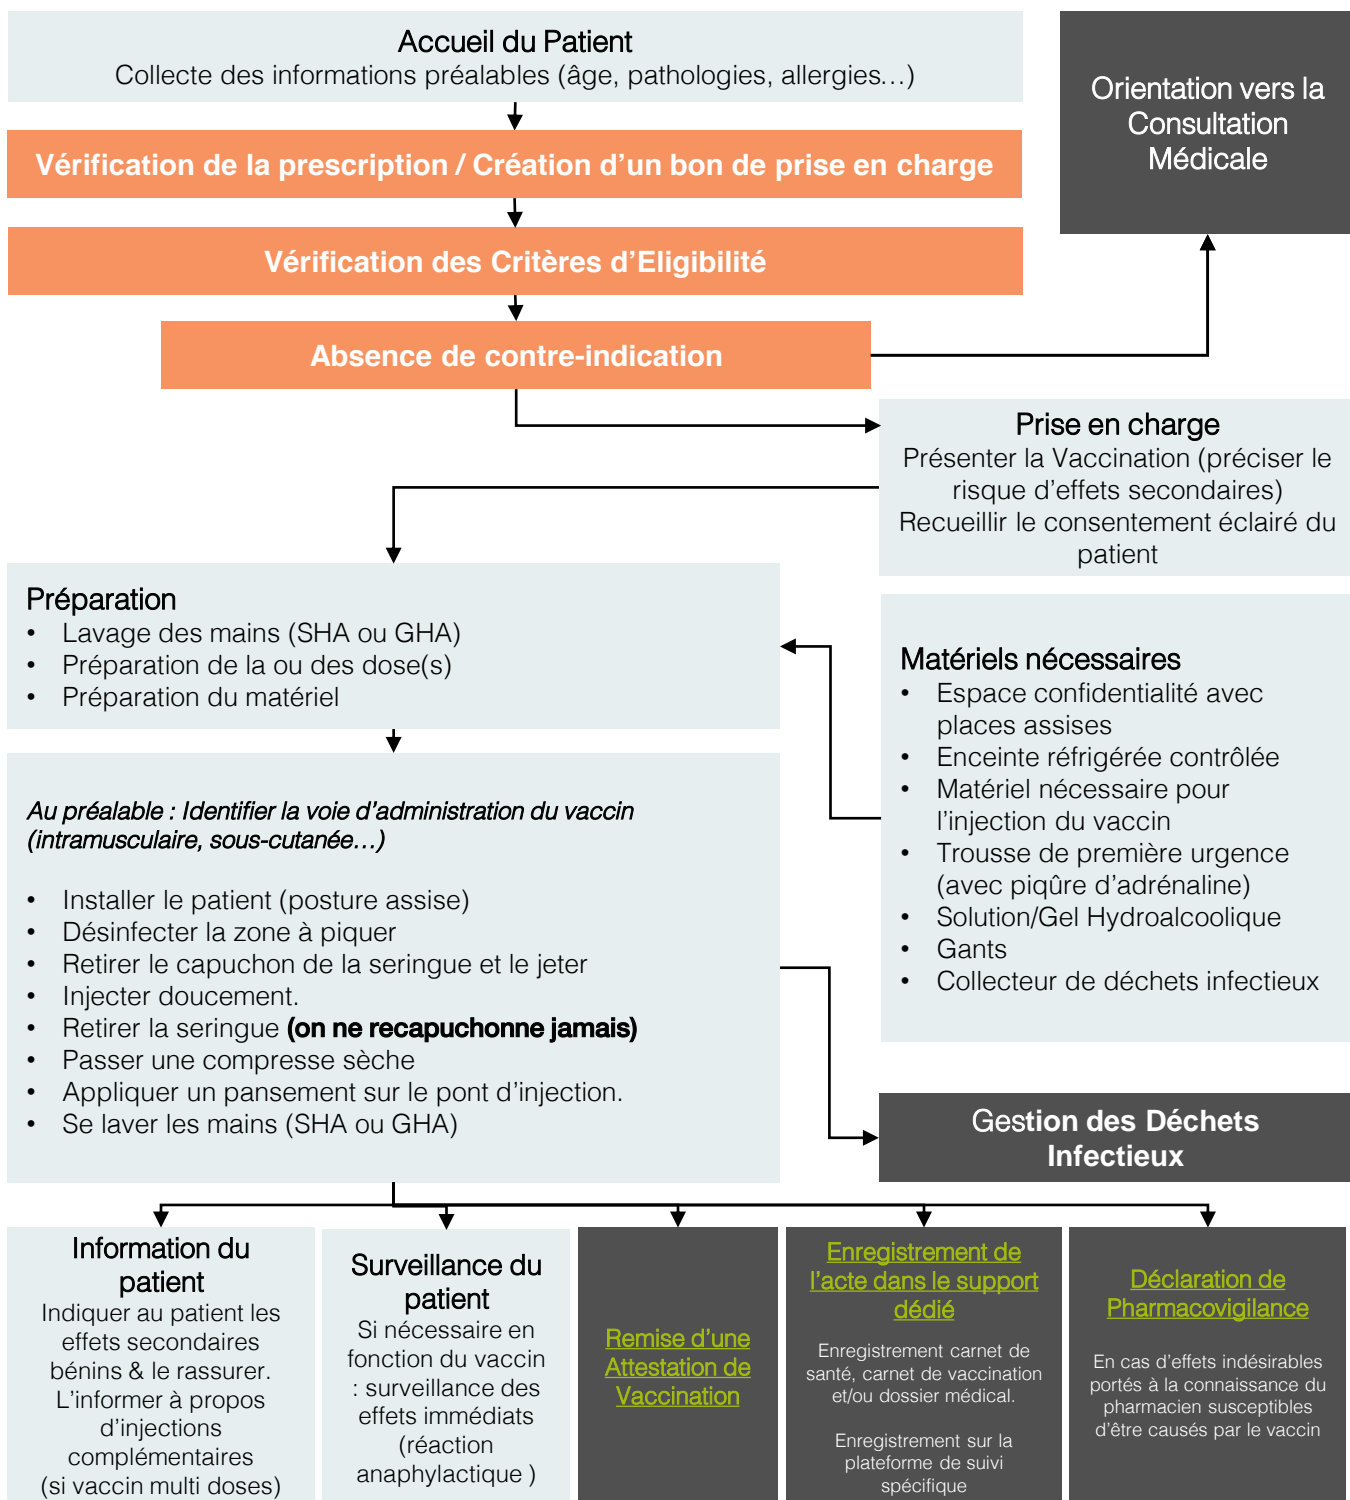 Accueil du Patient
Collecte des informations préalables (âge, pathologies, allergies…)
Orientation vers la
Consultation
Médicale
Vérification de la prescription / Création d’un bon de prise en charge
Vérification des Critères d’Eligibilité
Absence de contre-indication
Prise en charge
Présenter la Vaccination (préciser le
risque d’effets secondaires)
Recueillir le consentement éclairé du
patient
Préparation
• Lavage des mains (SHA ou GHA)
• Préparation de la ou des dose(s)
• Préparation du matériel
Matériels nécessaires
• Espace confidentialité avec
places assises
• Enceinte réfrigérée contrôlée
• Matériel nécessaire pour
l’injection du vaccin
• Trousse de première urgence
(avec piqûre d’adrénaline)
• Solution/Gel Hydroalcoolique
• Gants
• Collecteur de déchets infectieux
Au préalable : Identifier la voie d’administration du vaccin
(intramusculaire, sous-cutanée…)
• Installer le patient (posture assise)
• Désinfecter la zone à piquer
• Retirer le capuchon de la seringue et le jeter
• Injecter doucement.
• Retirer la seringue (on ne recapuchonne jamais)
• Passer une compresse sèche
• Appliquer un pansement sur le pont d’injection.
• Se laver les mains (SHA ou GHA)
Gestion des Déchets
Infectieux
Information du
patient
Indiquer au patient les
effets secondaires
bénins & le rassurer.
L’informer à propos
d’injections
complémentaires
(si vaccin multi doses)
Surveillance du
patient
Si nécessaire en
fonction du vaccin
: surveillance des
effets immédiats
(réaction
anaphylactique )
Remise d’une
Attestation de
Vaccination
Enregistrement de
l’acte dans le support
dédié
Enregistrement carnet de
santé, carnet de vaccination
et/ou dossier médical.
Enregistrement sur la
plateforme de suivi
spécifique
Déclaration de
Pharmacovigilance
En cas d’effets indésirables
portés à la connaissance du
pharmacien susceptibles
d’être causés par le vaccin